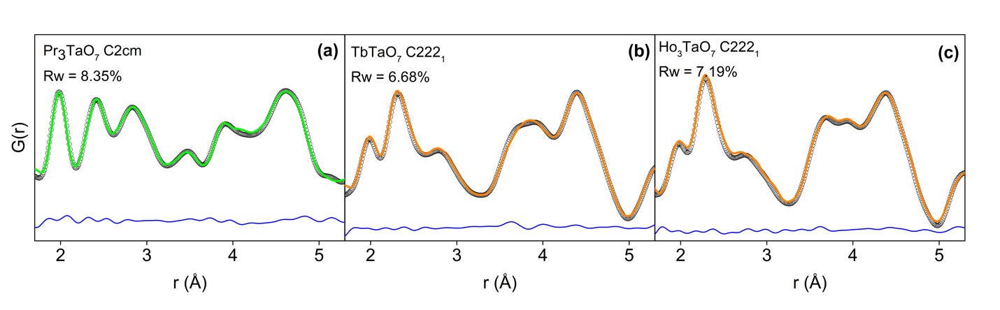 Pr₃TaO₇ C2cm
(a)
Rw = 8.35%
TbTaO₇ C222₁
(b)
Rw = 6.68%
Ho₃TaO₇ C222₁
(c)
Rw = 7.19%
G(r)
2 3 4 5
2 3 4 5
2 3 4 5
r (Å)
r (Å)
r (Å)